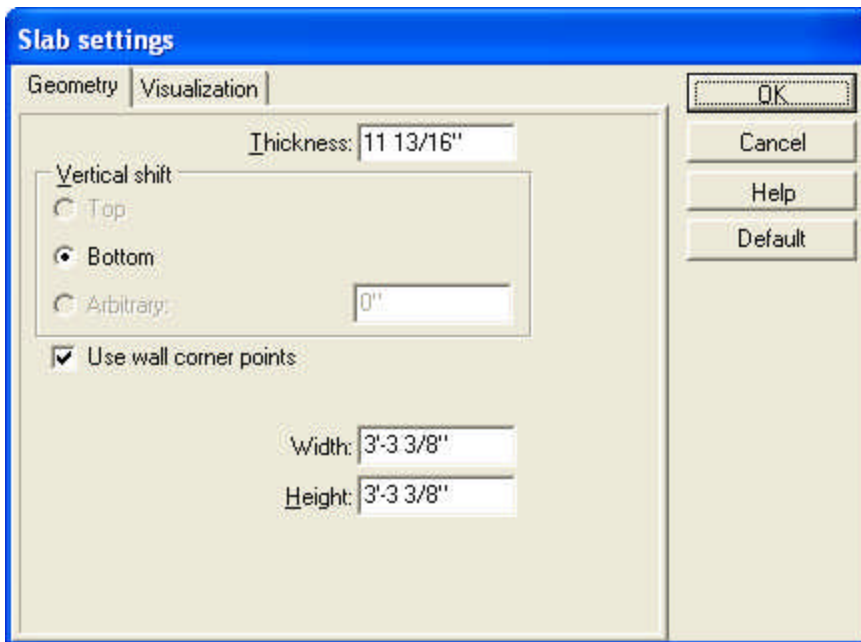 Slab settings
Geometry Visualization
OK
Thickness: 11 13/16"
Cancel
Vertical shift
Help
Top
Default
Bottom
Arbitrary: 0"
Use wall corner points
Width: 3'-3 3/8"
Height: 3'-3 3/8"